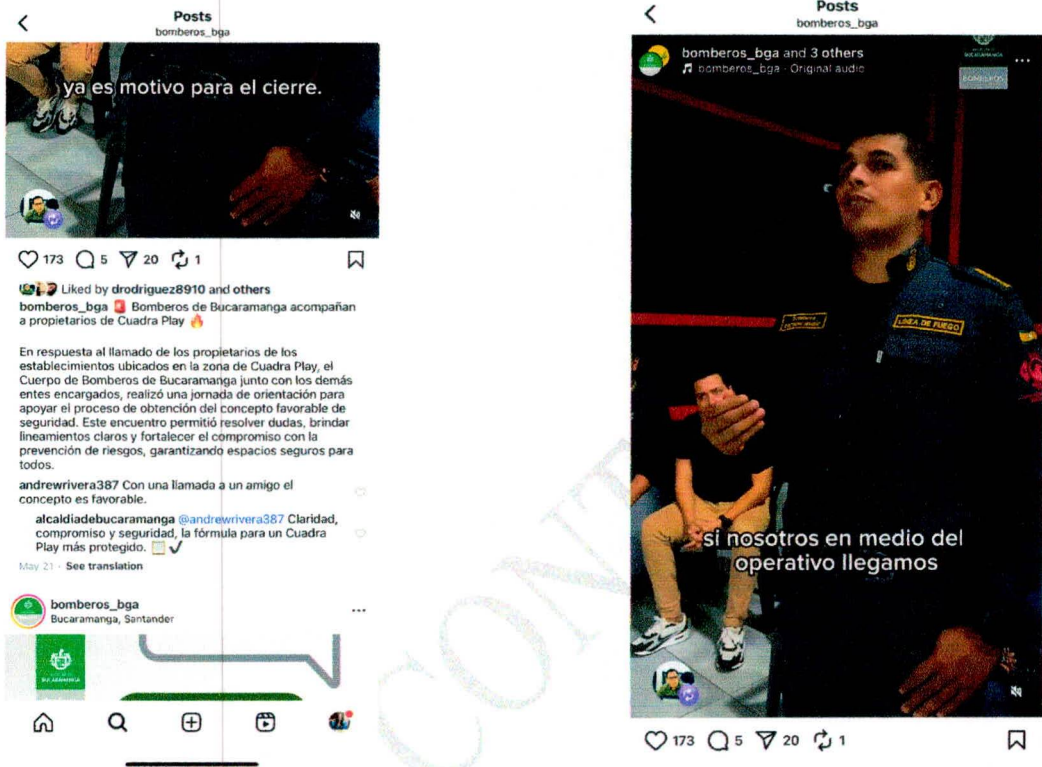 Posts
bomberos_bga
ya es motivo para el cierre.
173 5 20 1
Liked by drodriguez8910 and others
bomberos_bga 🚨 Bomberos de Bucaramanga acompañan
a propietarios de Cuadra Play 🔥
En respuesta al llamado de los propietarios de los
establecimientos ubicados en la zona de Cuadra Play, el
Cuerpo de Bomberos de Bucaramanga junto con los demás
entes encargados, realizó una jornada de orientación para
apoyar el proceso de obtención del concepto favorable de
seguridad. Este encuentro permitió resolver dudas, brindar
lineamientos claros y fortalecer el compromiso con la
prevención de riesgos, garantizando espacios seguros para
todos.
andrewrivera387 Con una llamada a un amigo el
concepto es favorable.
alcaldiadebucaramanga @andrewrivera387 Claridad,
compromiso y seguridad, la fórmula para un Cuadra
Play más protegido.
May 21 · See translation
bomberos_bga
Bucaramanga, Santander
BUCARAMANGA
Posts
bomberos_bga
bomberos_bga and 3 others
bomberos_bga · Original audio
BUCARAMANGA
BOMBEROS
LINEA DE FUEGO
si nosotros en medio del
operativo llegamos
173 5 20 1
CONT